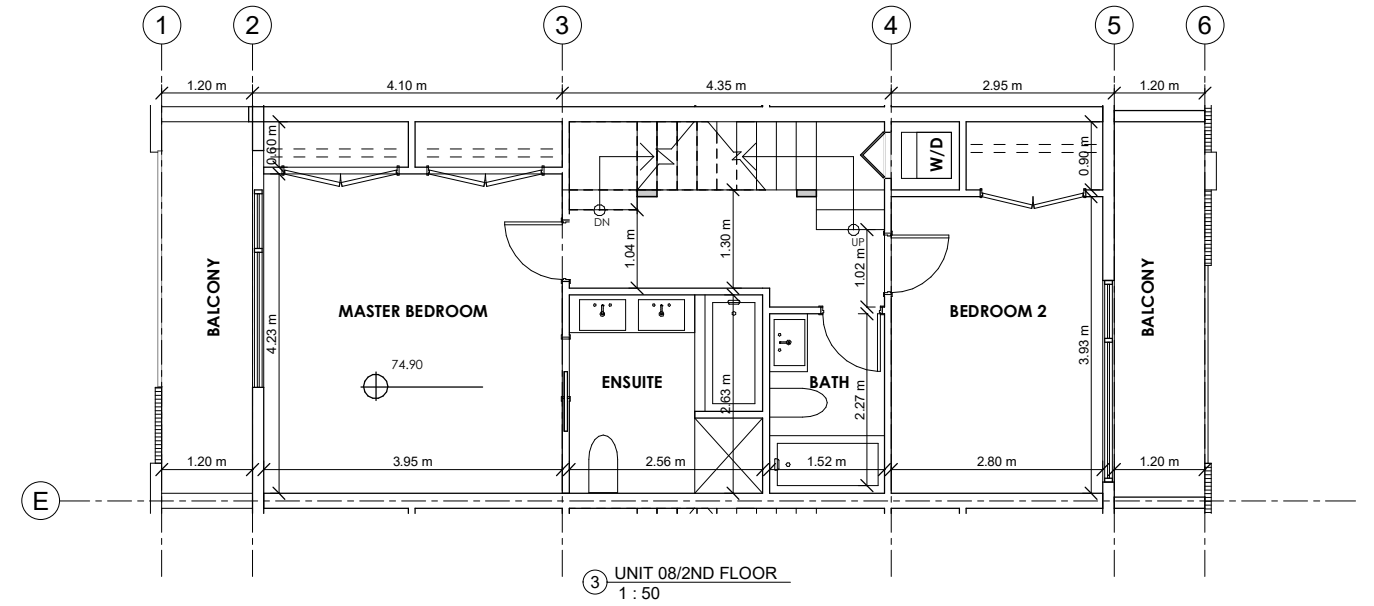 1 2 3 4 5 6
1.20 m 4.10 m 4.35 m 2.95 m 1.20 m
0.60 m
W/D
0.90 m
DN
UP
1.04 m
1.30 m
1.02 m
BALCONY
MASTER BEDROOM
BEDROOM 2
BALCONY
4.23 m
3.93 m
74.90
ENSUITE
2.63 m
BATH
2.27 m
1.20 m 3.95 m 2.56 m 1.52 m 2.80 m 1.20 m
E
3 UNIT 08/2ND FLOOR
1 : 50